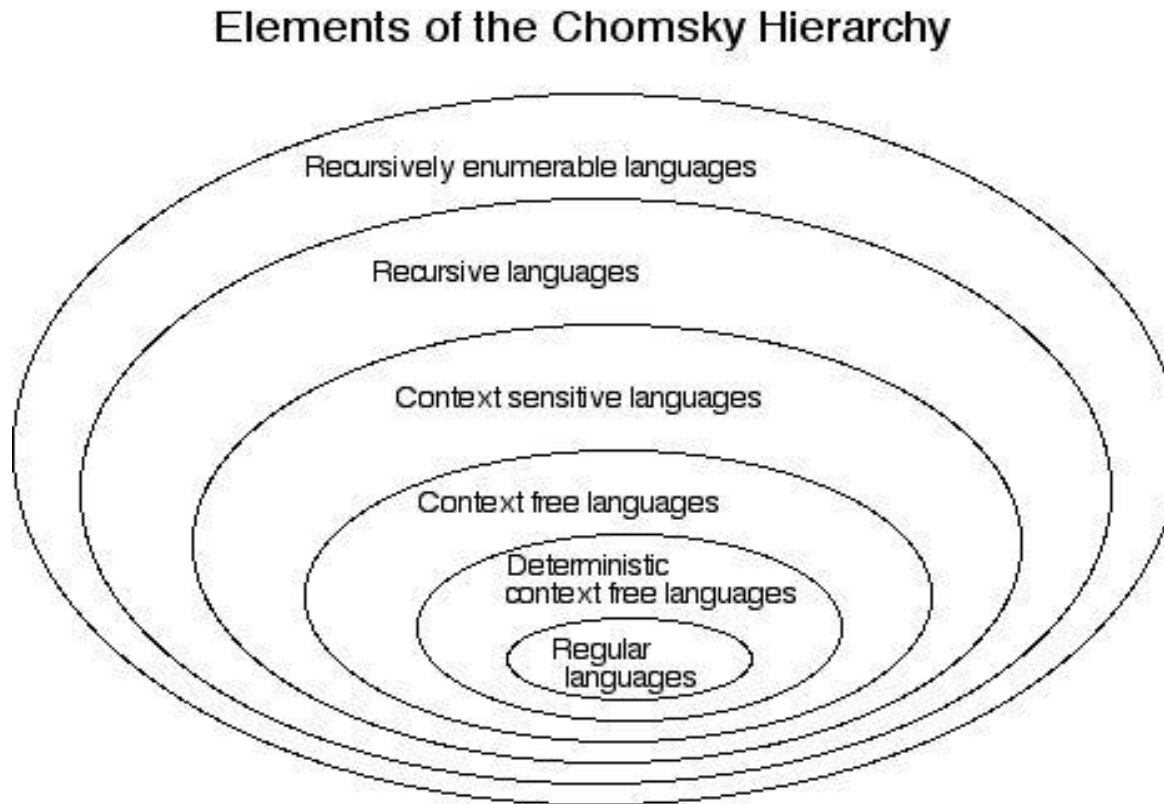 Elements of the Chomsky Hierarchy
Recursively enumerable languages
Recursive languages
Context sensitive languages
Context free languages
Deterministic
context free languages
Regular
languages